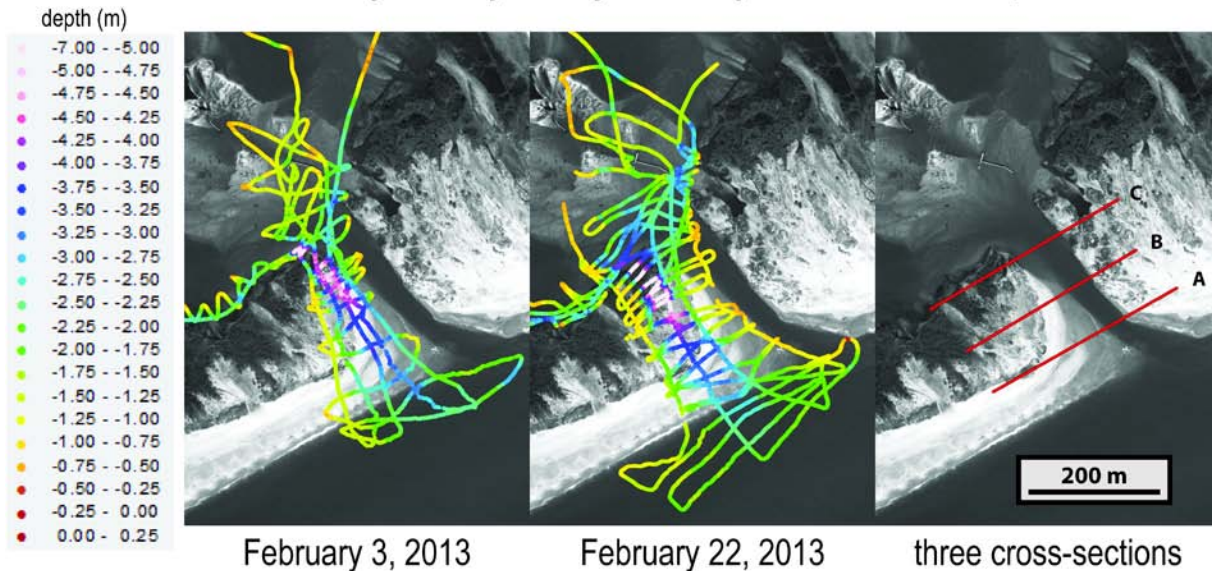 depth (m)
-7.00 - -5.00
-5.00 - -4.75
-4.75 - -4.50
-4.50 - -4.25
-4.25 - -4.00
-4.00 - -3.75
-3.75 - -3.50
-3.50 - -3.25
-3.25 - -3.00
-3.00 - -2.75
-2.75 - -2.50
-2.50 - -2.25
-2.25 - -2.00
-2.00 - -1.75
-1.75 - -1.50
-1.50 - -1.25
-1.25 - -1.00
-1.00 - -0.75
-0.75 - -0.50
-0.50 - -0.25
-0.25 - 0.00
0.00 - 0.25
C
B
A
200 m
February 3, 2013
February 22, 2013
three cross-sections